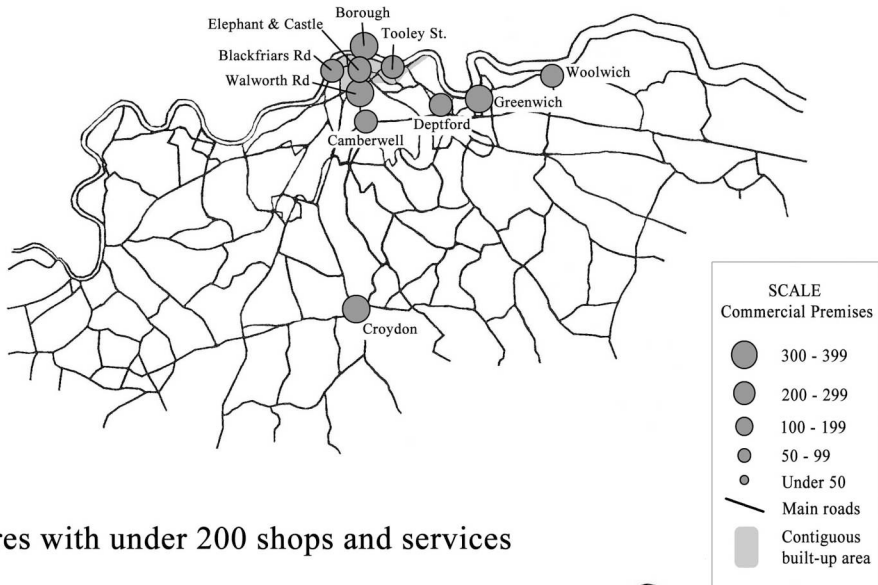 Borough
Elephant & Castle
Tooley St.
Blackfriars Rd
Woolwich
Walworth Rd
Greenwich
Deptford
Camberwell
Croydon
SCALE
Commercial Premises
300 - 399
200 - 299
100 - 199
50 - 99
Under 50
Main roads
Contiguous
built-up area
with under 200 shops and services